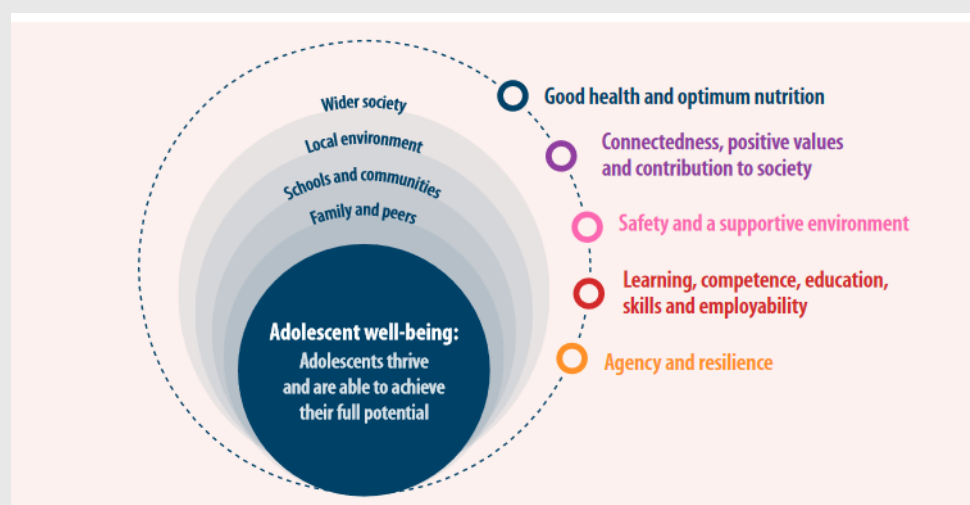 Wider society
Local environment
Schools and communities
Family and peers
Adolescent well-being:
Adolescents thrive
and are able to achieve
their full potential
Good health and optimum nutrition
Connectedness, positive values
and contribution to society
Safety and a supportive environment
Learning, competence, education,
skills and employability
Agency and resilience